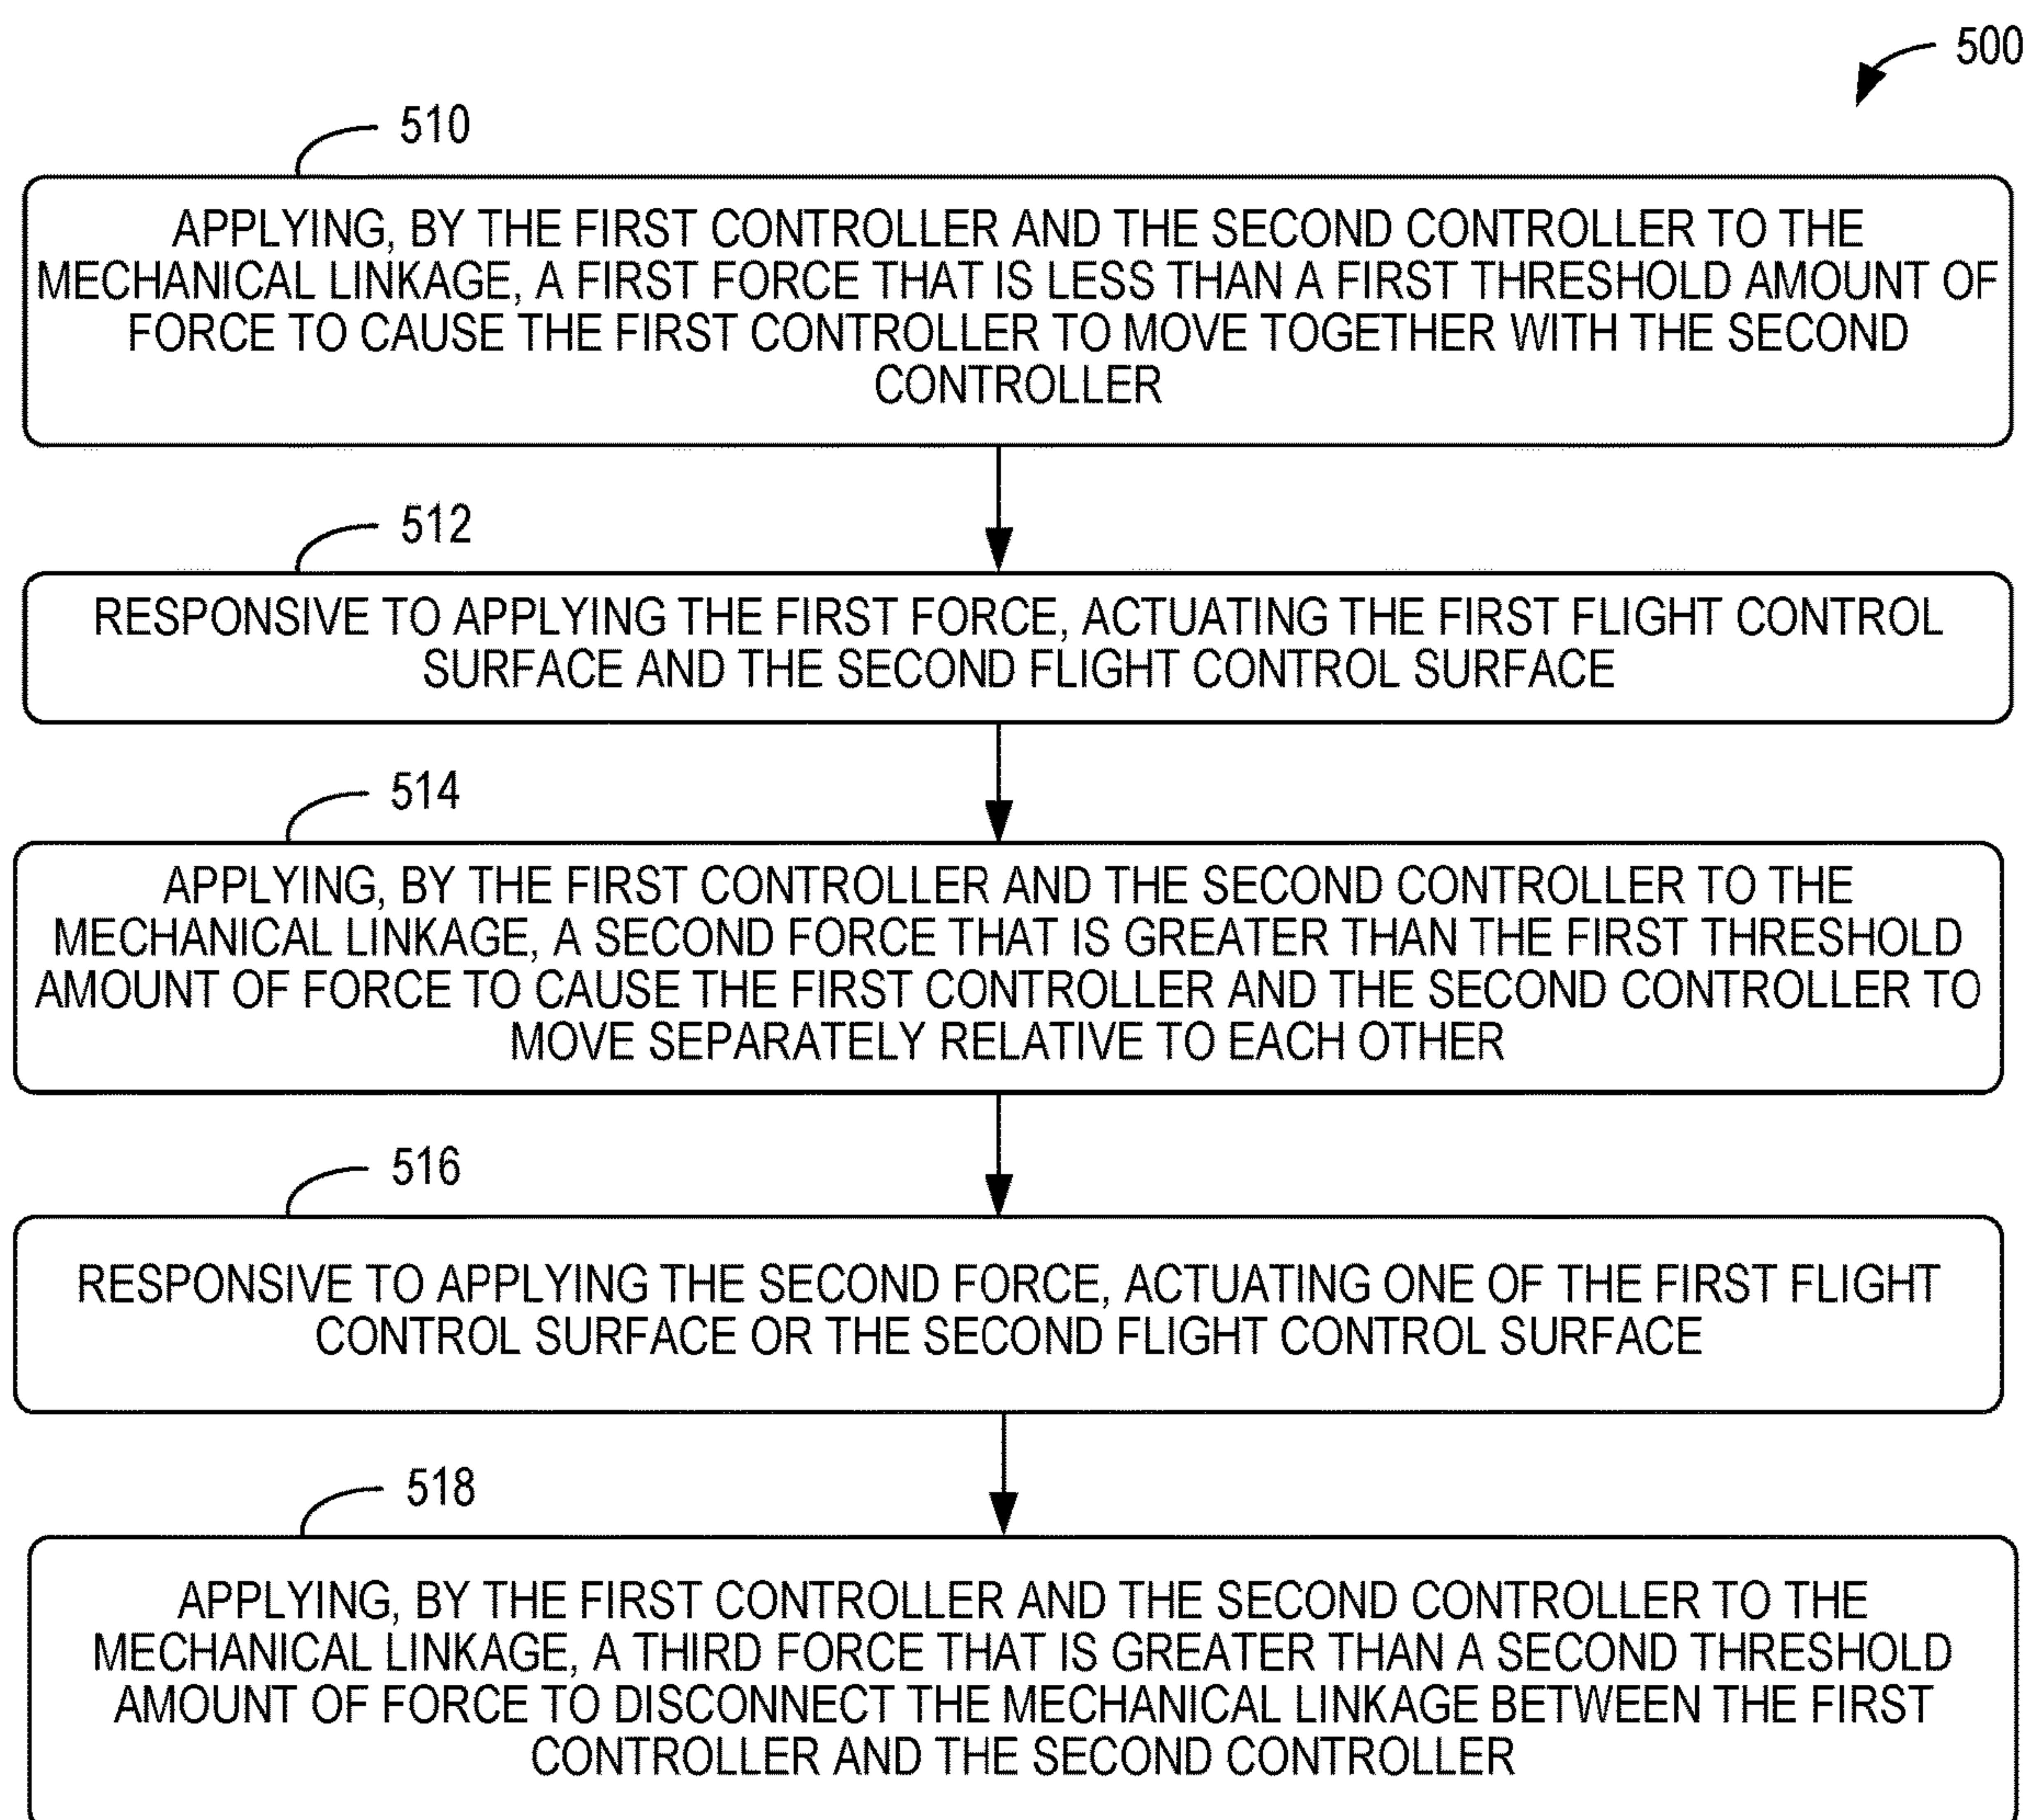 500
510
APPLYING, BY THE FIRST CONTROLLER AND THE SECOND CONTROLLER TO THE
MECHANICAL LINKAGE, A FIRST FORCE THAT IS LESS THAN A FIRST THRESHOLD AMOUNT OF
FORCE TO CAUSE THE FIRST CONTROLLER TO MOVE TOGETHER WITH THE SECOND
CONTROLLER
512
RESPONSIVE TO APPLYING THE FIRST FORCE, ACTUATING THE FIRST FLIGHT CONTROL
SURFACE AND THE SECOND FLIGHT CONTROL SURFACE
514
APPLYING, BY THE FIRST CONTROLLER AND THE SECOND CONTROLLER TO THE
MECHANICAL LINKAGE, A SECOND FORCE THAT IS GREATER THAN THE FIRST THRESHOLD
AMOUNT OF FORCE TO CAUSE THE FIRST CONTROLLER AND THE SECOND CONTROLLER TO
MOVE SEPARATELY RELATIVE TO EACH OTHER
516
RESPONSIVE TO APPLYING THE SECOND FORCE, ACTUATING ONE OF THE FIRST FLIGHT
CONTROL SURFACE OR THE SECOND FLIGHT CONTROL SURFACE
518
APPLYING, BY THE FIRST CONTROLLER AND THE SECOND CONTROLLER TO THE
MECHANICAL LINKAGE, A THIRD FORCE THAT IS GREATER THAN A SECOND THRESHOLD
AMOUNT OF FORCE TO DISCONNECT THE MECHANICAL LINKAGE BETWEEN THE FIRST
CONTROLLER AND THE SECOND CONTROLLER